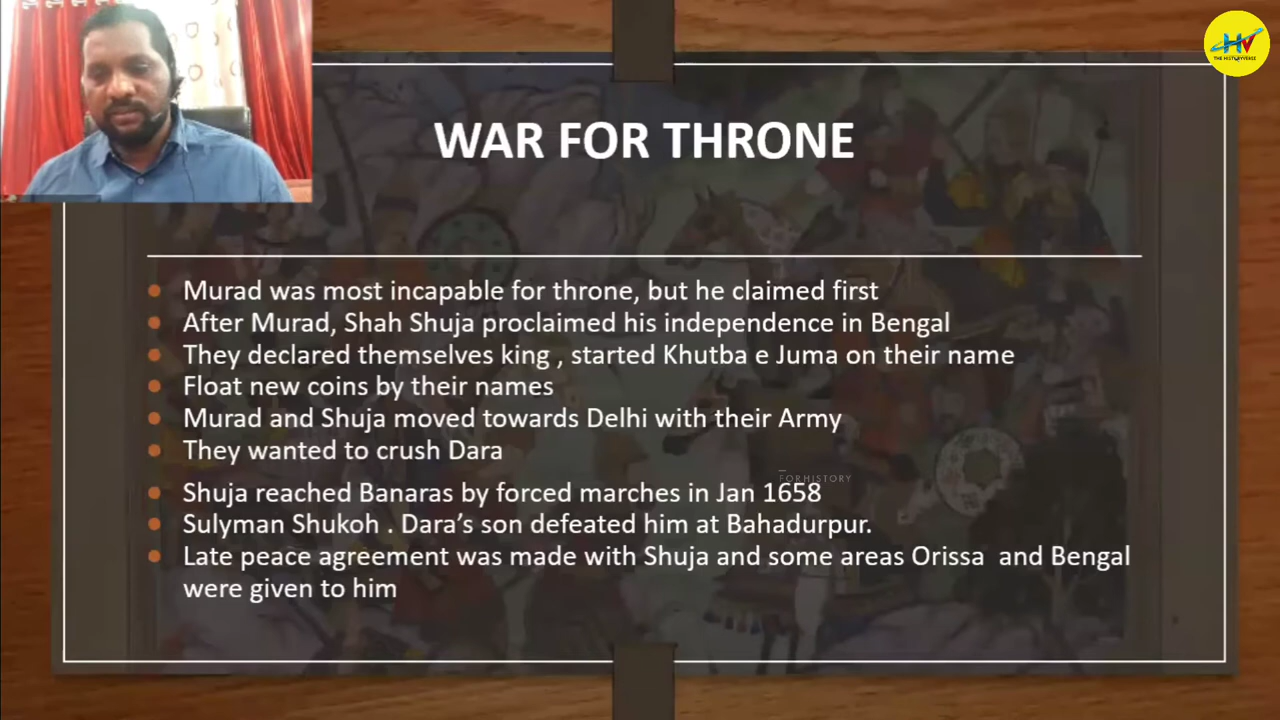 HV
THE HISTORYVERSE
WAR FOR THRONE
Murad was most incapable for throne, but he claimed first
After Murad, Shah Shuja proclaimed his independence in Bengal
They declared themselves king , started Khutba e Juma on their name
Float new coins by their names
Murad and Shuja moved towards Delhi with their Army
They wanted to crush Dara
FORHISTORY
Shuja reached Banaras by forced marches in Jan 1658
Sulyman Shukoh . Dara's son defeated him at Bahadurpur.
Late peace agreement was made with Shuja and some areas Orissa and Bengal
were given to him